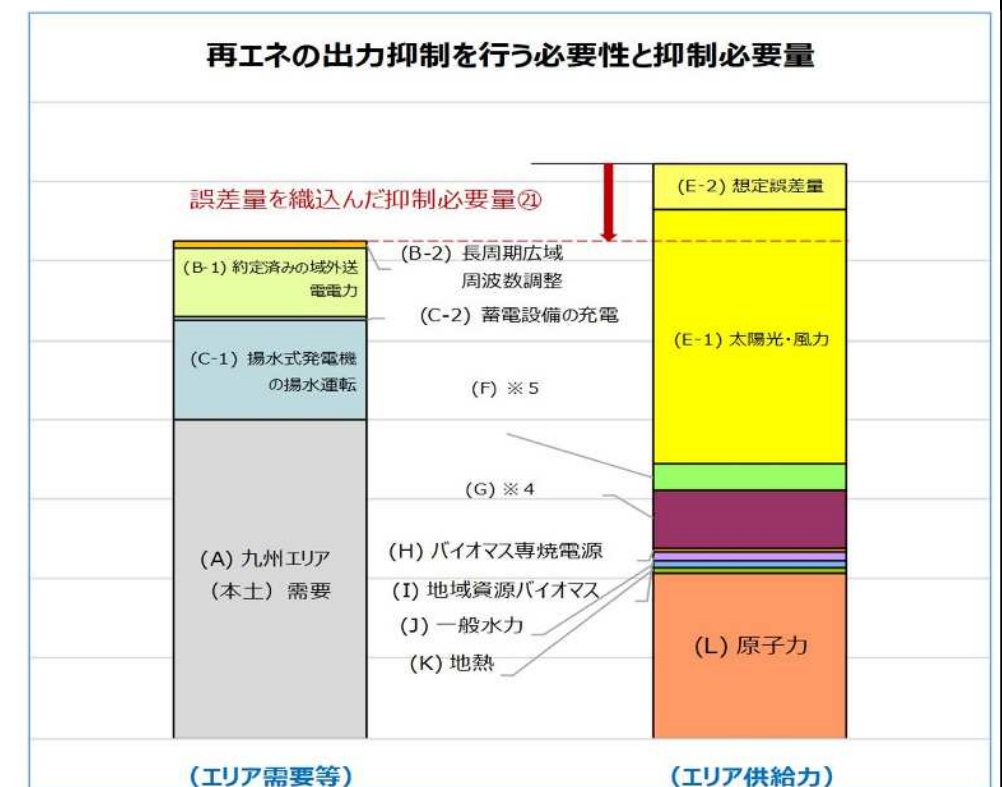 再エネの出力抑制を行う必要性と抑制必要量
誤差量を織込んだ抑制必要量㉑
(B-1) 約定済みの域外送
電電力
(C-1) 揚水式発電機
の揚水運転
(A) 九州エリア
（本土）需要
(B-2) 長周期広域
周波数調整
(C-2) 蓄電設備の充電
(F) ※5
(G) ※4
(H) バイオマス専焼電源
(I) 地域資源バイオマス
(J) 一般水力
(K) 地熱
(E-2) 想定誤差量
(E-1) 太陽光・風力
(L) 原子力
（エリア需要等）
（エリア供給力）